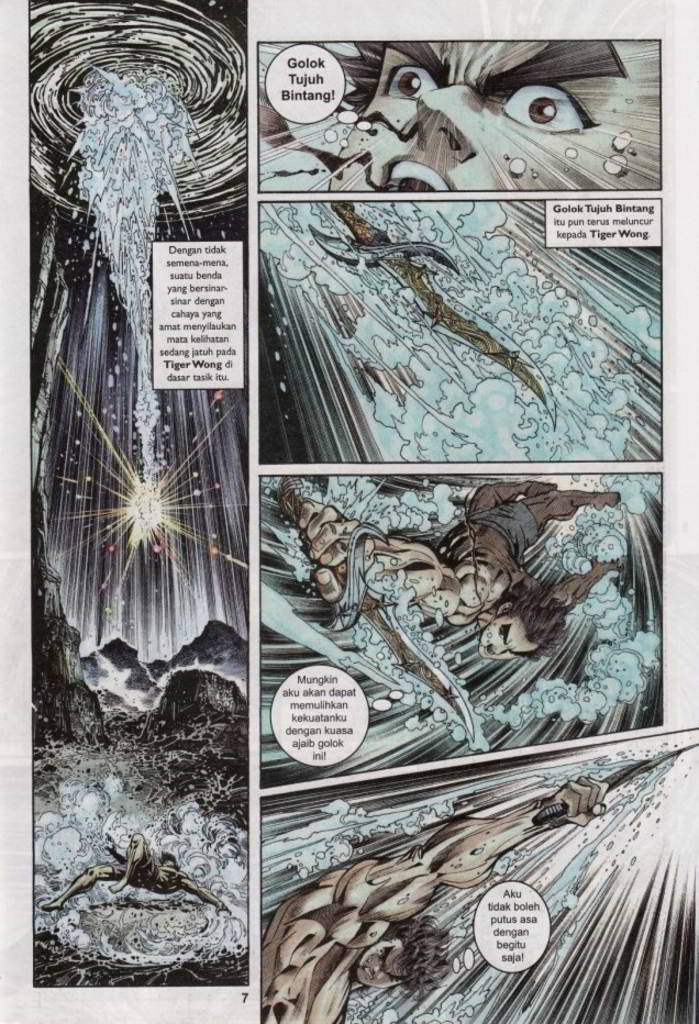 Dengan tidak
semena-mena,
suatu benda
yang bersinar-
sinar dengan
cahaya yang
amat menyilaukan
mata kelihatan
sedang jatuh pada
Tiger Wong di
dasar tasik itu.
Golok
Tujuh
Bintang!
Golok Tujuh Bintang
itu pun terus meluncur
kepada Tiger Wong.
Mungkin
aku akan dapat
memulihkan
kekuatanku
dengan kuasa
ajaib golok
ini!
Aku
tidak boleh
putus asa
dengan
begitu
saja!
7